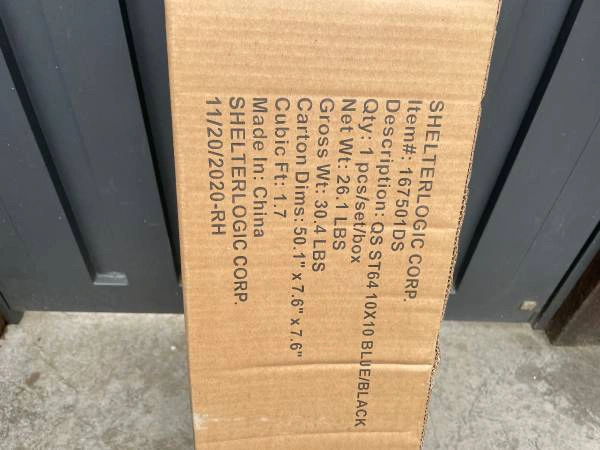 SHELTERLOGIC CORP.
Item#: 167501DS
Description: QS ST64 10X10 BLUE/BLACK
Qty: 1 pcs/set/box
Net Wt: 26.1 LBS
Gross Wt: 30.4 LBS
Carton Dims: 50.1" x 7.6" x 7.6"
Cubic Ft: 1.7
Made In: China
SHELTERLOGIC CORP.
11/20/2020-RH